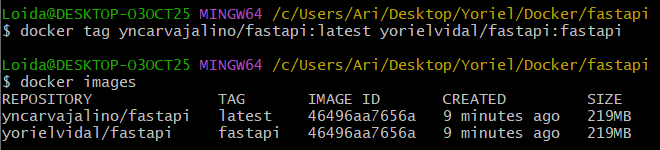 Loida@DESKTOP-O3OCT25 MINGW64 /c/Users/Ari/Desktop/Yoriel/Docker/fastapi
$ docker tag yncarvajalino/fastapi:latest yorielvidal/fastapi:fastapi
Loida@DESKTOP-O3OCT25 MINGW64 /c/Users/Ari/Desktop/Yoriel/Docker/fastapi
$ docker images
REPOSITORY TAG IMAGE ID CREATED SIZE
yncarvajalino/fastapi latest 46496aa7656a 9 minutes ago 219MB
yorielvidal/fastapi fastapi 46496aa7656a 9 minutes ago 219MB